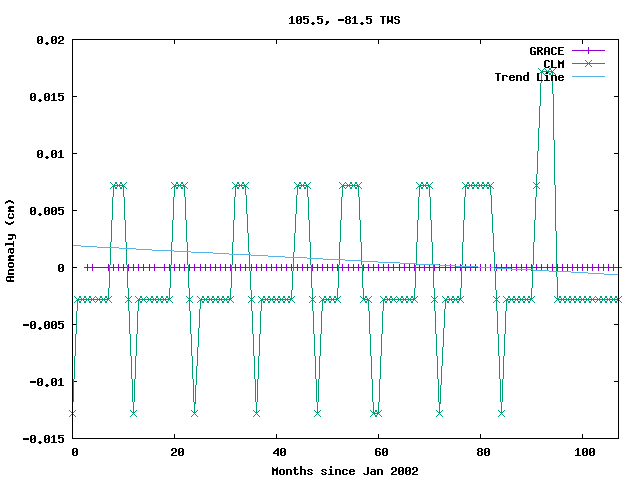 105.5, -81.5 TWS
0.02
0.015
0.01
0.005
0
-0.005
-0.01
-0.015
Anomaly (cm)
GRACE
CLM
Trend Line
0 20 40 60 80 100
Months since Jan 2002